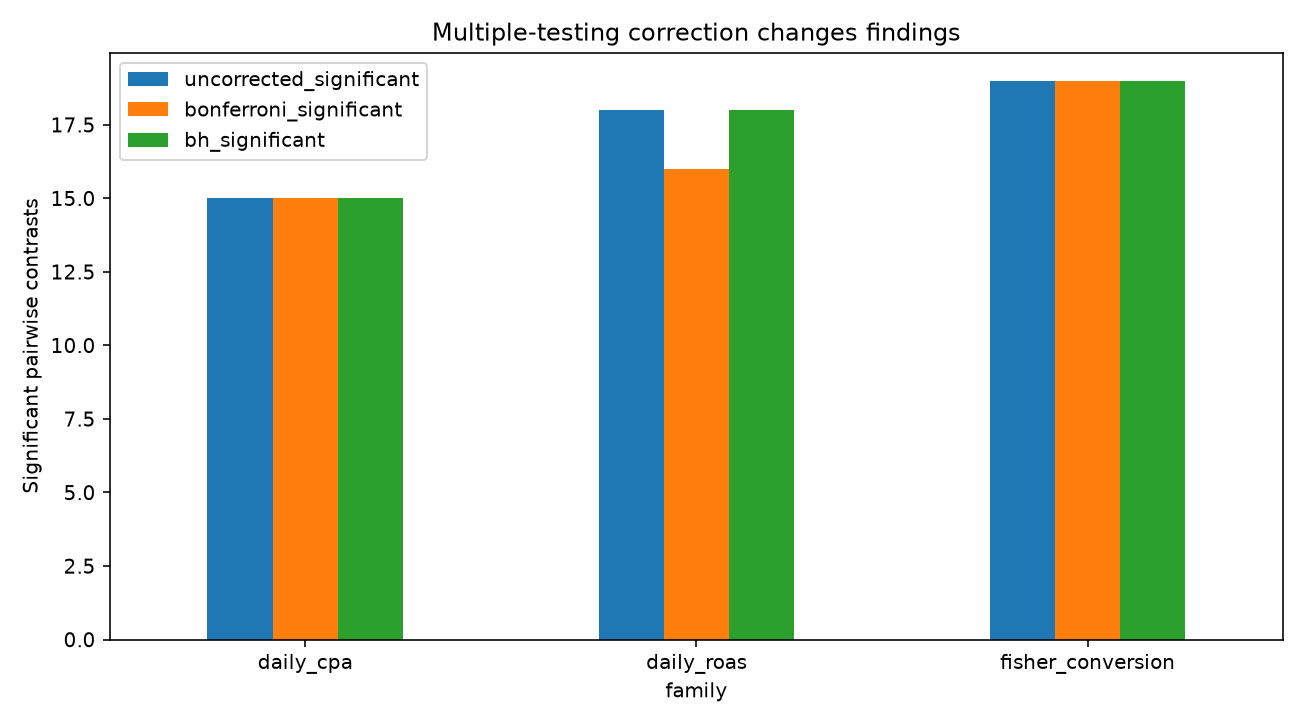 Multiple-testing correction changes findings
uncorrected_significant
bonferroni_significant
bh_significant
Significant pairwise contrasts
17.5
15.0
12.5
10.0
7.5
5.0
2.5
0.0
daily_cpa
daily_roas
fisher_conversion
family